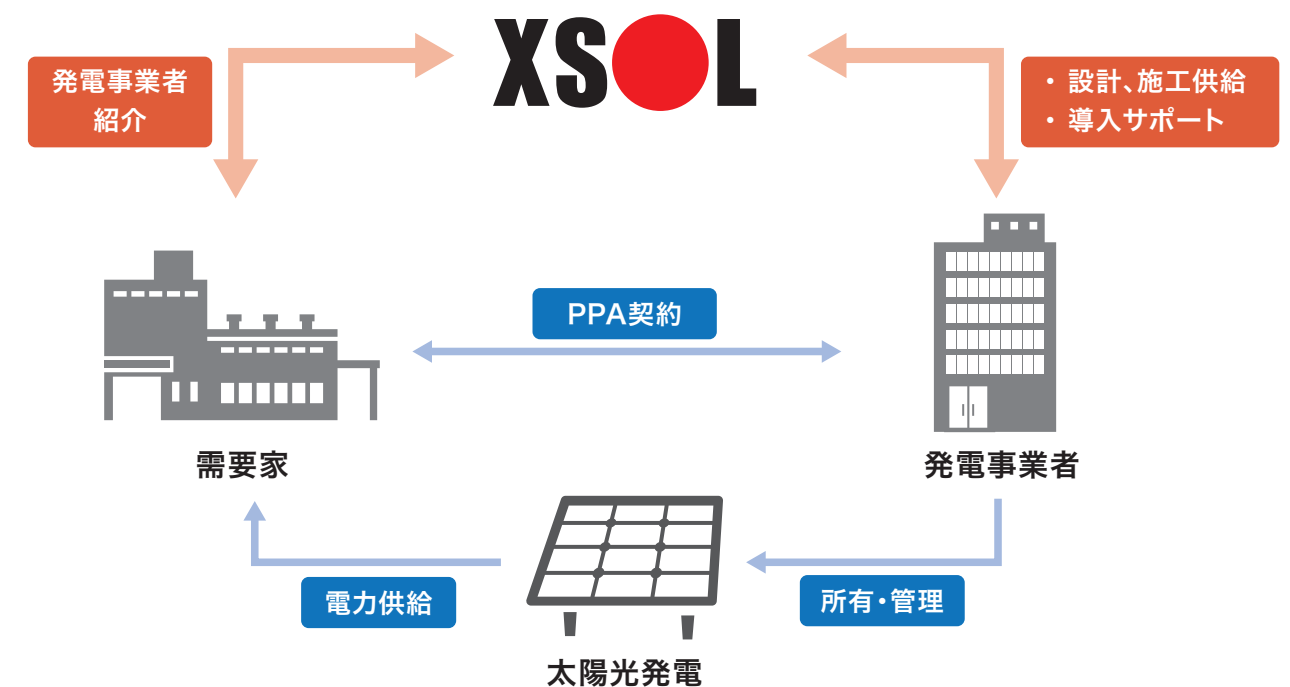 XSOL
発電事業者
紹介
・ 設計、施工供給
・ 導入サポート
PPA契約
需要家
発電事業者
電力供給
所有・管理
太陽光発電